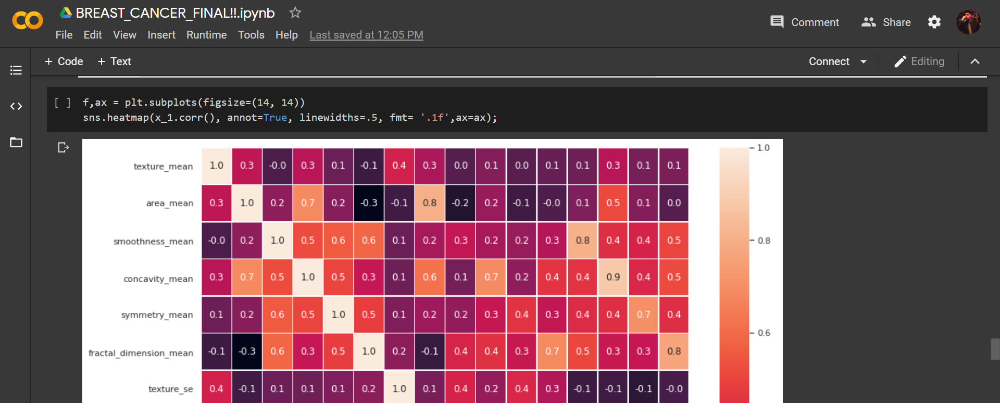 BREAST_CANCER_FINAL!!.ipynb
File Edit View Insert Runtime Tools Help Last saved at 12:05 PM
Comment Share
+ Code + Text
Connect Editing
[ ] f,ax = plt.subplots(figsize=(14, 14))
sns.heatmap(x_1.corr(), annot=True, linewidths=.5, fmt= '.1f',ax=ax);
texture_mean 1.0 0.3 -0.0 0.3 0.1 -0.1 0.4 0.3 0.0 0.1 0.0 0.1 0.1 0.3 0.1 0.1
area_mean 0.3 1.0 0.2 0.7 0.2 -0.3 -0.1 0.8 -0.2 0.2 -0.1 -0.0 0.1 0.5 0.1 0.0
smoothness_mean -0.0 0.2 1.0 0.5 0.6 0.6 0.1 0.2 0.3 0.2 0.2 0.3 0.8 0.4 0.4 0.5
concavity_mean 0.3 0.7 0.5 1.0 0.5 0.3 0.1 0.6 0.1 0.7 0.2 0.4 0.4 0.9 0.4 0.5
symmetry_mean 0.1 0.2 0.6 0.5 1.0 0.5 0.1 0.2 0.2 0.3 0.4 0.3 0.4 0.4 0.7 0.4
fractal_dimension_mean -0.1 -0.3 0.6 0.3 0.5 1.0 0.2 -0.1 0.4 0.4 0.3 0.7 0.5 0.3 0.3 0.8
texture_se 0.4 -0.1 0.1 0.1 0.1 0.2 1.0 0.1 0.4 0.2 0.4 0.3 -0.1 -0.1 -0.1 -0.0
1.0
0.8
0.6